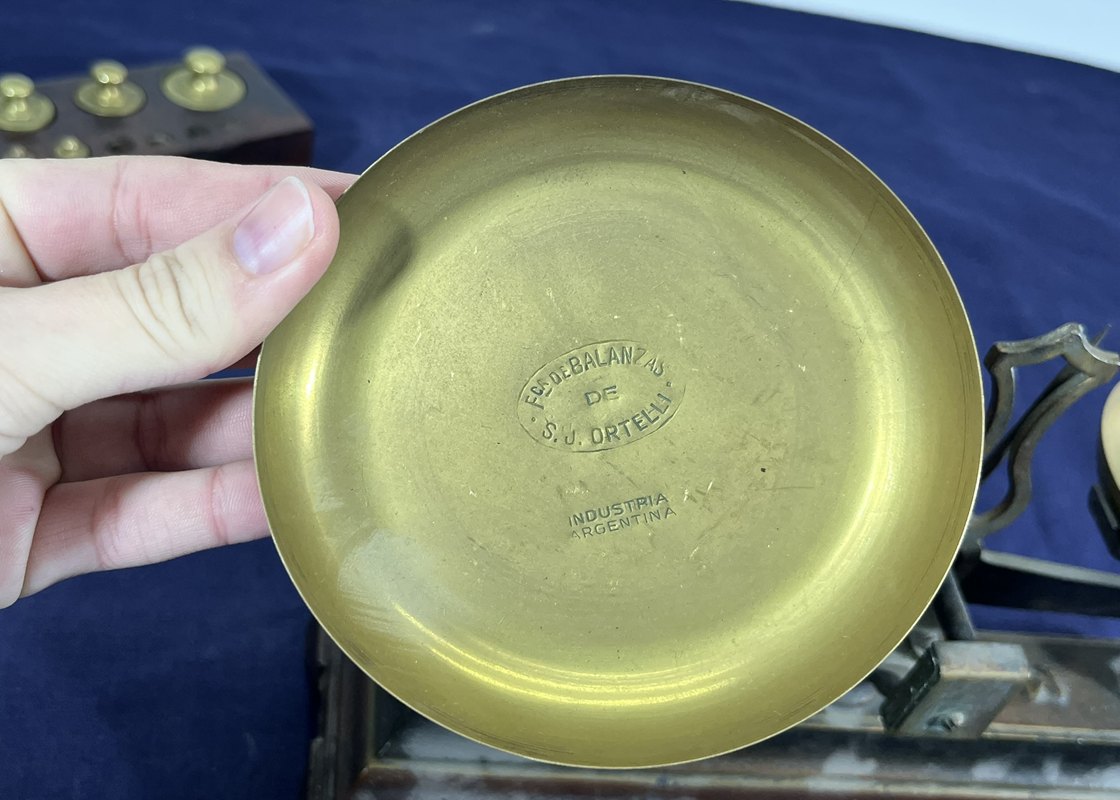 Fca DE BALANZAS
DE
S. J. ORTELLI
INDUSTRIA
ARGENTINA